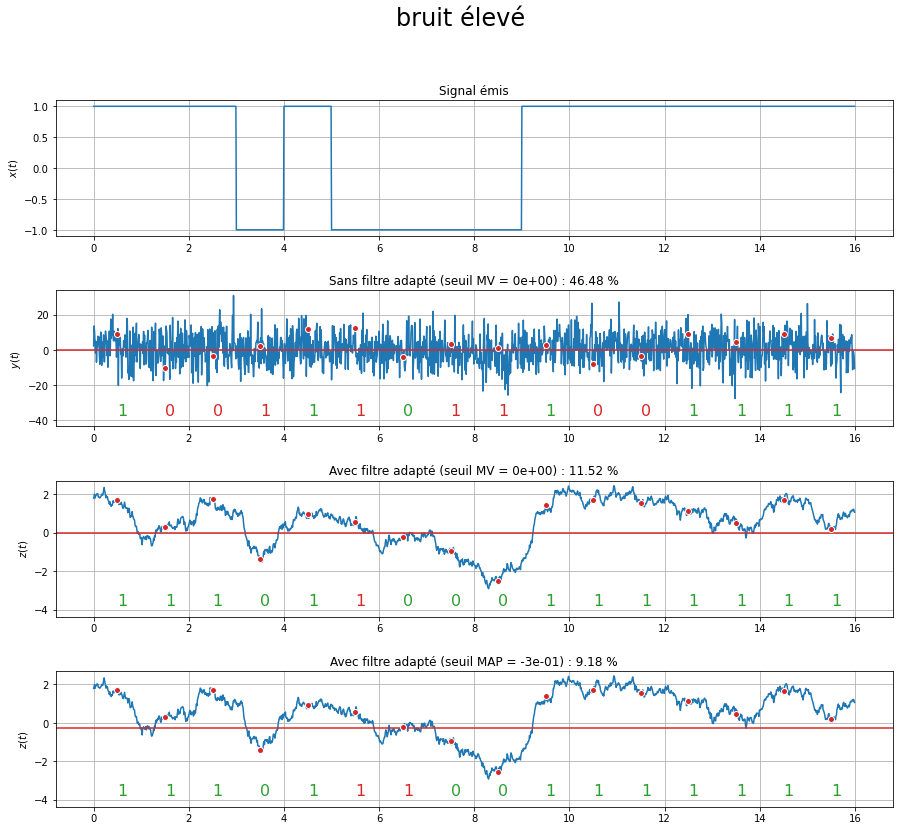 bruit élevé
Signal émis
1.0
0.5
0.0
−0.5
−1.0
x(t)
0 2 4 6 8 10 12 14 16
Sans filtre adapté (seuil MV = 0e+00) : 46.48 %
20
0
−20
−40
y(t)
1 0 0 1 1 1 0 1 1 1 0 0 1 1 1 1
0 2 4 6 8 10 12 14 16
Avec filtre adapté (seuil MV = 0e+00) : 11.52 %
2
0
−2
−4
z(t)
1 1 1 0 1 1 0 0 0 1 1 1 1 1 1 1
0 2 4 6 8 10 12 14 16
Avec filtre adapté (seuil MAP = -3e-01) : 9.18 %
2
0
−2
−4
z(t)
1 1 1 0 1 1 1 0 0 1 1 1 1 1 1 1
0 2 4 6 8 10 12 14 16